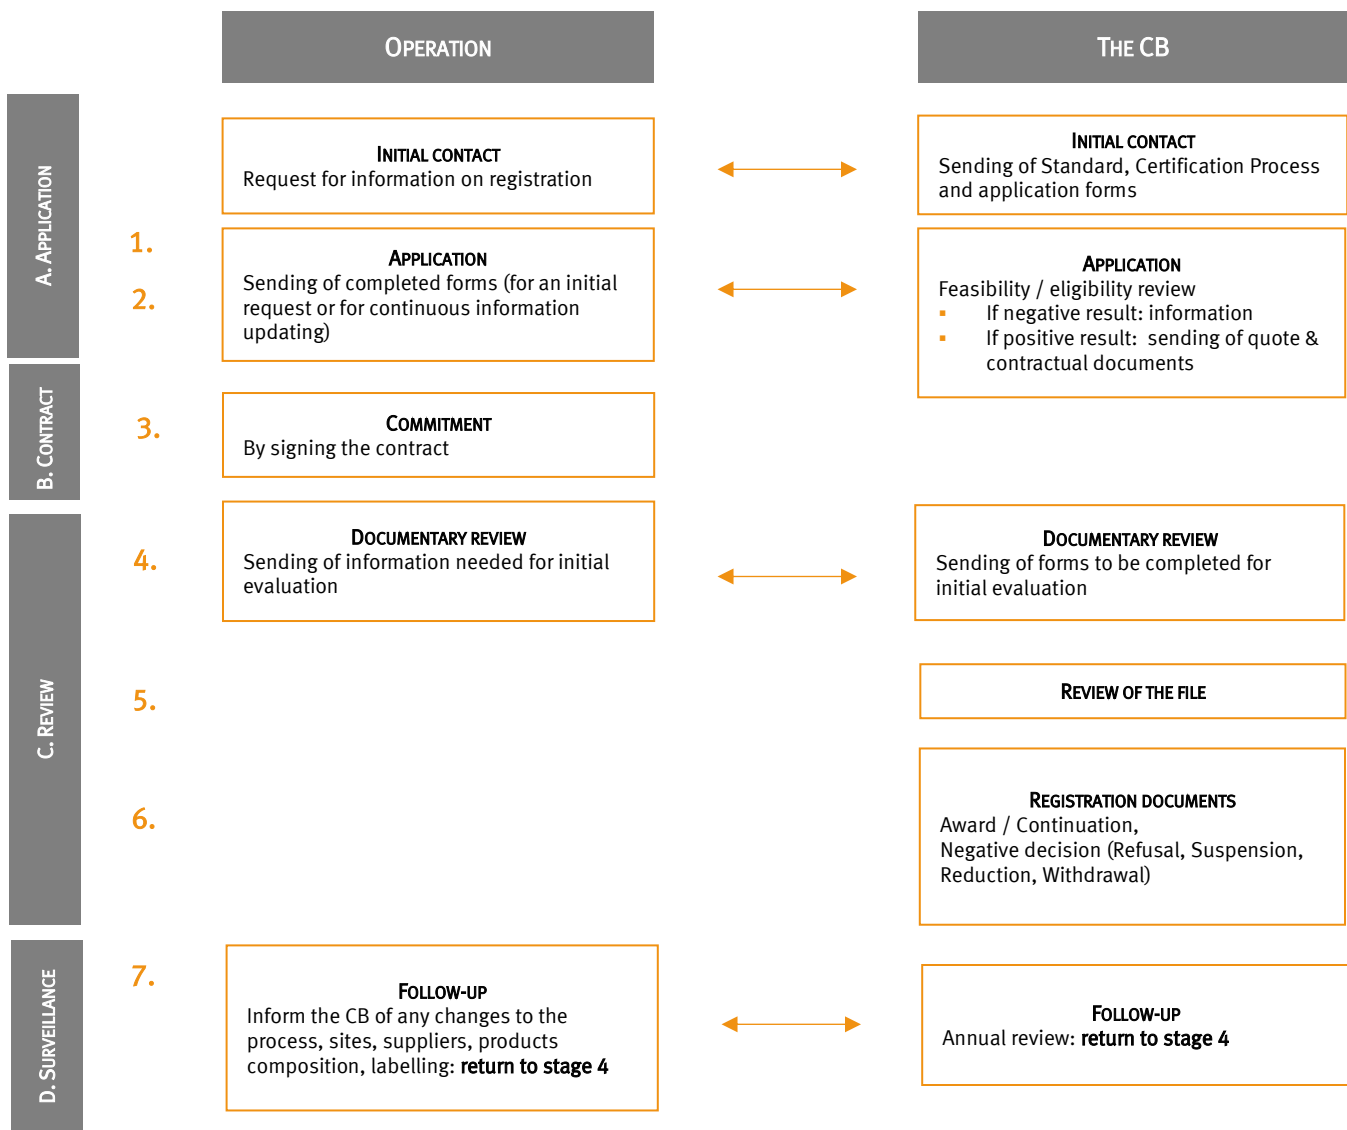 OPERATION
THE CB
A. APPLICATION
INITIAL CONTACT
Request for information on registration
INITIAL CONTACT
Sending of Standard, Certification Process
and application forms
1.
2.
APPLICATION
Sending of completed forms (for an initial
request or for continuous information
updating)
APPLICATION
Feasibility / eligibility review
▪ If negative result: information
▪ If positive result: sending of quote &
contractual documents
B. CONTRACT
3.
COMMITMENT
By signing the contract
C. REVIEW
4.
DOCUMENTARY REVIEW
Sending of information needed for initial
evaluation
DOCUMENTARY REVIEW
Sending of forms to be completed for
initial evaluation
5.
REVIEW OF THE FILE
6.
REGISTRATION DOCUMENTS
Award / Continuation,
Negative decision (Refusal, Suspension,
Reduction, Withdrawal)
D. SURVEILLANCE
7.
FOLLOW-UP
Inform the CB of any changes to the
process, sites, suppliers, products
composition, labelling: return to stage 4
FOLLOW-UP
Annual review: return to stage 4